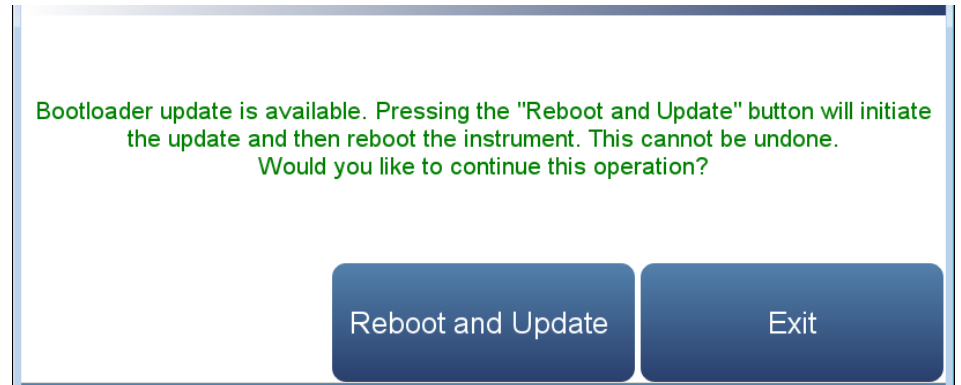 Bootloader update is available. Pressing the "Reboot and Update" button will initiate
the update and then reboot the instrument. This cannot be undone.
Would you like to continue this operation?
Reboot and Update
Exit